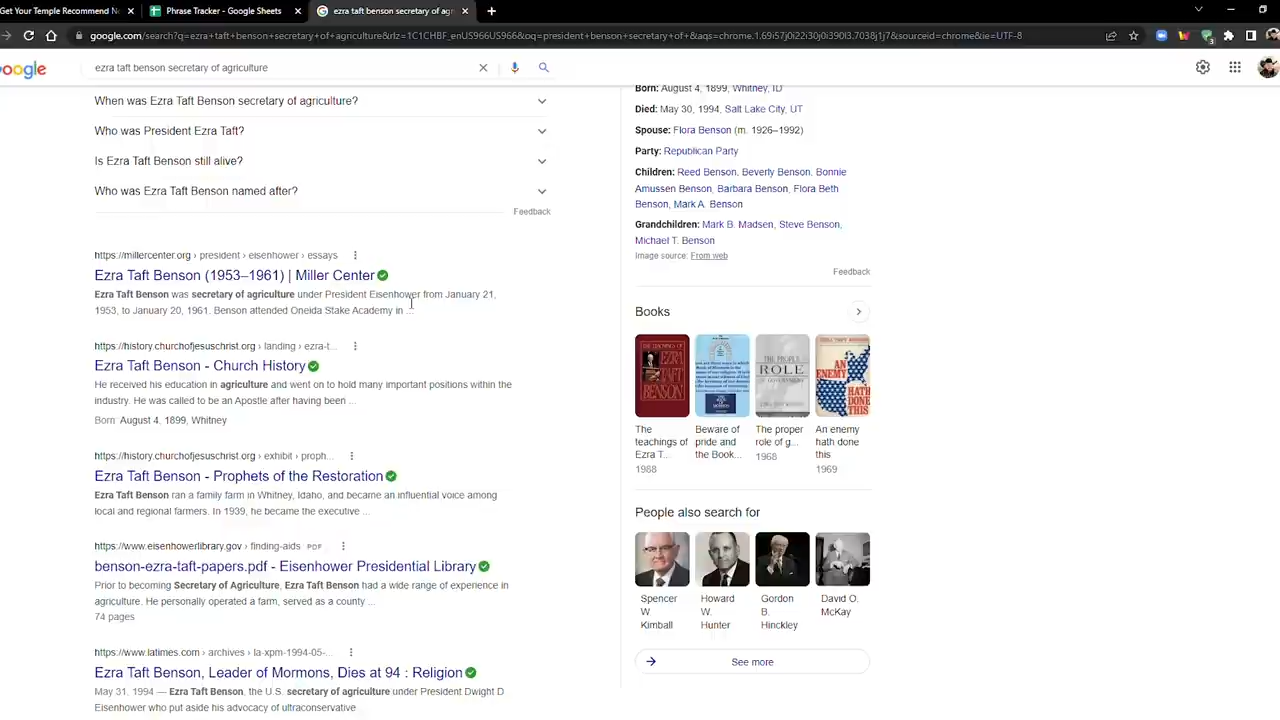 Get Your Temple Recommend N
Phrase Tracker - Google Sheets
ezra taft benson secretary of agr
google.com/search?q=ezra+taft+benson+secretary+of+agriculture&rlz=1C1CHBF_enUS966US966&oq=president+benson+secretary+of+&aqs=chrome.1.69i57j0i22i30j0i390l3.7038j1j7&sourceid=chrome&ie=UTF-8
oogle
ezra taft benson secretary of agriculture
When was Ezra Taft Benson secretary of agriculture?
Who was President Ezra Taft?
Is Ezra Taft Benson still alive?
Who was Ezra Taft Benson named after?
Feedback
https://millercenter.org › president › eisenhower › essays
Ezra Taft Benson (1953–1961) | Miller Center
Ezra Taft Benson was secretary of agriculture under President Eisenhower from January 21,
1953, to January 20, 1961. Benson attended Oneida Stake Academy in ...
https://history.churchofjesuschrist.org › landing › ezra-t...
Ezra Taft Benson - Church History
He received his education in agriculture and went on to hold many important positions within the
industry. He was called to be an Apostle after having been ...
Born: August 4, 1899, Whitney
https://history.churchofjesuschrist.org › exhibit › proph...
Ezra Taft Benson - Prophets of the Restoration
Ezra Taft Benson ran a family farm in Whitney, Idaho, and became an influential voice among
local and regional farmers. In 1939, he became the executive ...
https://www.eisenhowerlibrary.gov › finding-aids PDF
benson-ezra-taft-papers.pdf - Eisenhower Presidential Library
Prior to becoming Secretary of Agriculture, Ezra Taft Benson had a wide range of experience in
agriculture. He personally operated a farm, served as a county ...
74 pages
https://www.latimes.com › archives › la-xpm-1994-05-...
Ezra Taft Benson, Leader of Mormons, Dies at 94 : Religion
May 31, 1994 — Ezra Taft Benson, the U.S. secretary of agriculture under President Dwight D
Eisenhower who put aside his advocacy of ultraconservative
Born: August 4, 1899, Whitney, ID
Died: May 30, 1994, Salt Lake City, UT
Spouse: Flora Benson (m. 1926–1992)
Party: Republican Party
Children: Reed Benson, Beverly Benson, Bonnie
Amussen Benson, Barbara Benson, Flora Beth
Benson, Mark A. Benson
Grandchildren: Mark B. Madsen, Steve Benson,
Michael T. Benson
Image source: From web
Feedback
Books
THE TEACHINGS OF
EZRA
TAFT
BENSON
THE PROPER
ROLE
OF GOVERNMENT
AN
ENEMY
HATH
DONE
THIS
The
teachings of
Ezra T...
1988
Beware of
pride and
the Book...
The proper
role of g...
1968
An enemy
hath done
this
1969
People also search for
Spencer
W.
Kimball
Howard
W.
Hunter
Gordon
B.
Hinckley
David O.
McKay
See more